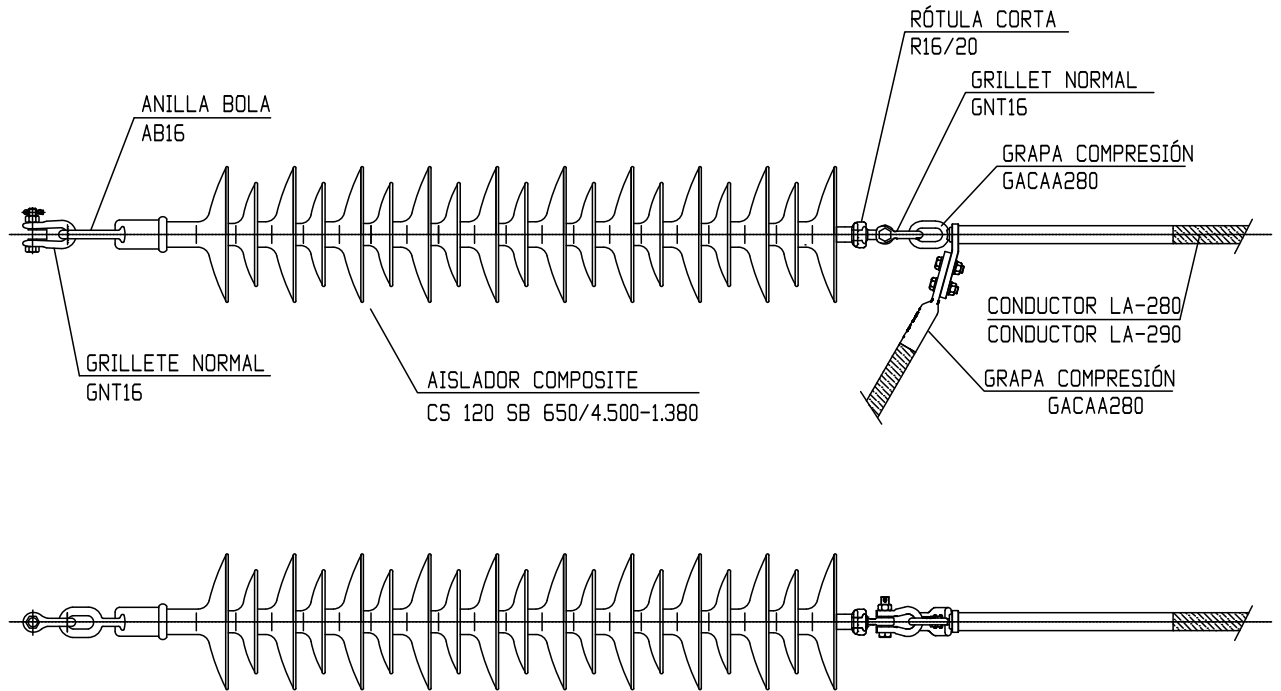 RÓTULA CORTA
R16/20
GRILLET NORMAL
GNT16
ANILLA BOLA
AB16
GRAPA COMPRESIÓN
GACAA280
CONDUCTOR LA-280
CONDUCTOR LA-290
GRILLETE NORMAL
GNT16
AISLADOR COMPOSITE
CS 120 SB 650/4.500-1.380
GRAPA COMPRESIÓN
GACAA280